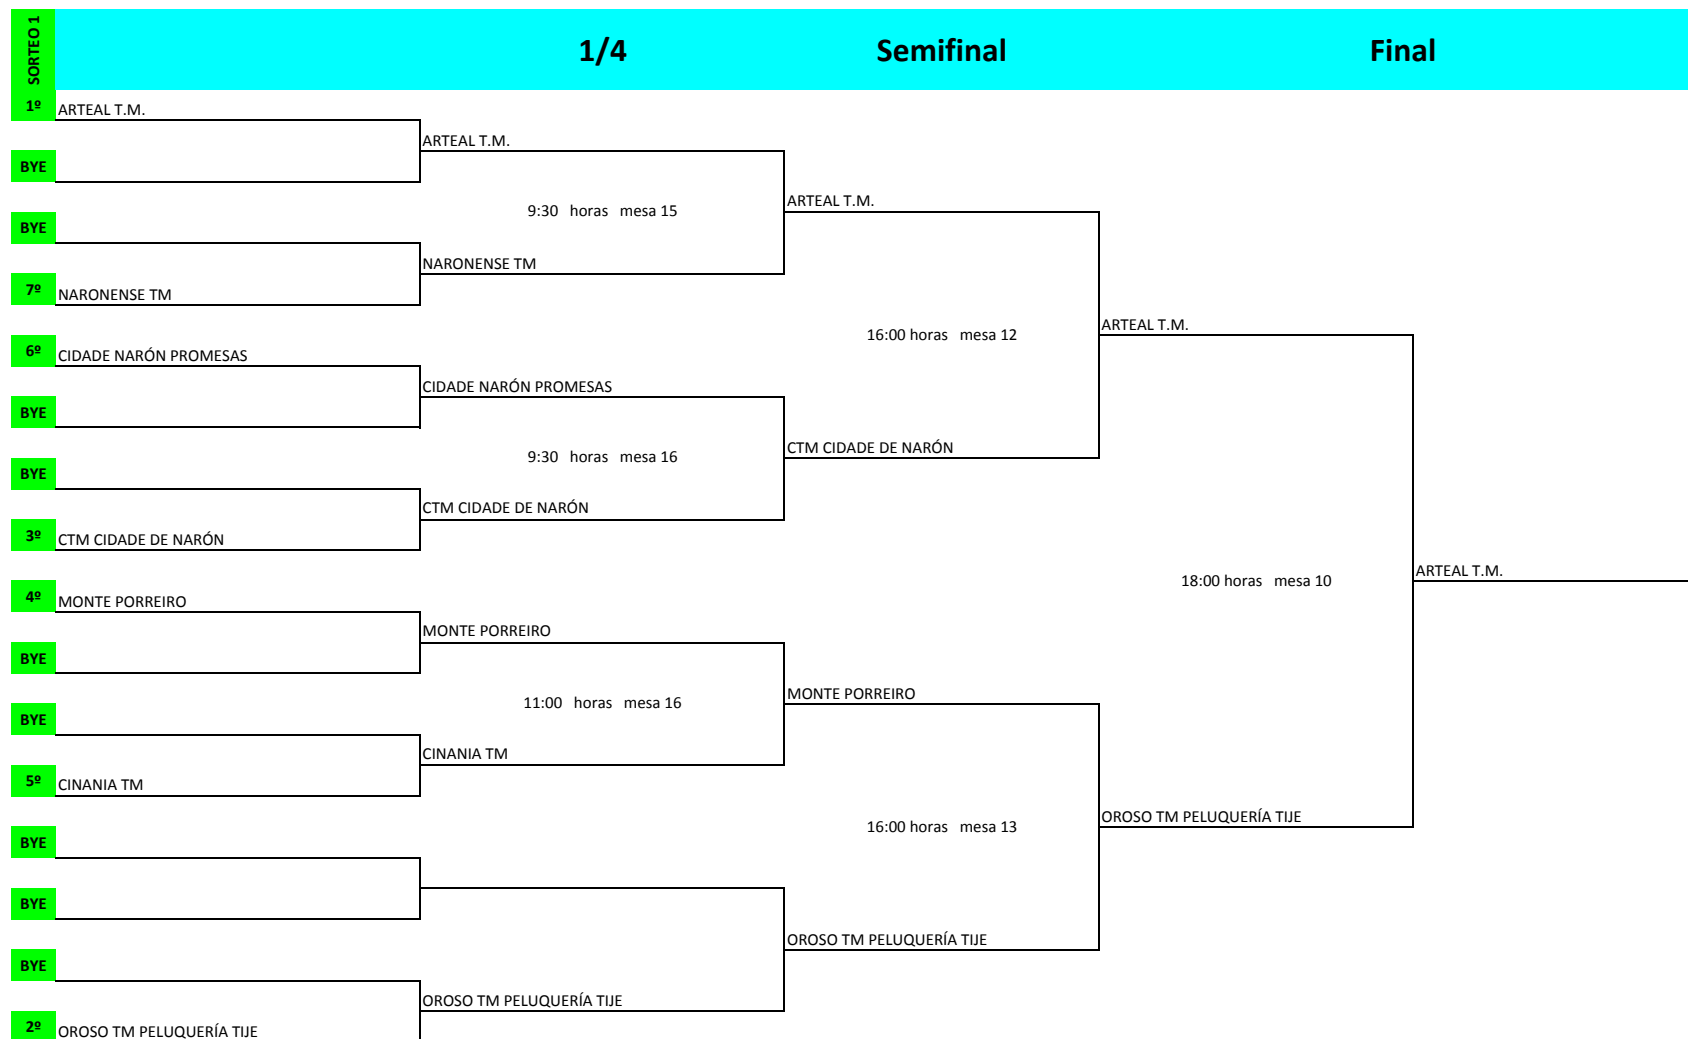 SORTEO 1
1/4 Semifinal Final
1º ARTEAL T.M.
ARTEAL T.M.
BYE
ARTEAL T.M.
9:30 horas mesa 15
BYE
NARONENSE TM
7º NARONENSE TM
ARTEAL T.M.
16:00 horas mesa 12
6º CIDADE NARÓN PROMESAS
CIDADE NARÓN PROMESAS
BYE
CTM CIDADE DE NARÓN
9:30 horas mesa 16
BYE
CTM CIDADE DE NARÓN
3º CTM CIDADE DE NARÓN
ARTEAL T.M.
18:00 horas mesa 10
4º MONTE PORREIRO
MONTE PORREIRO
BYE
MONTE PORREIRO
11:00 horas mesa 16
BYE
CINANIA TM
5º CINANIA TM
OROSO TM PELUQUERÍA TIJE
16:00 horas mesa 13
BYE
BYE
OROSO TM PELUQUERÍA TIJE
BYE
OROSO TM PELUQUERÍA TIJE
2º OROSO TM PELUQUERÍA TIJE